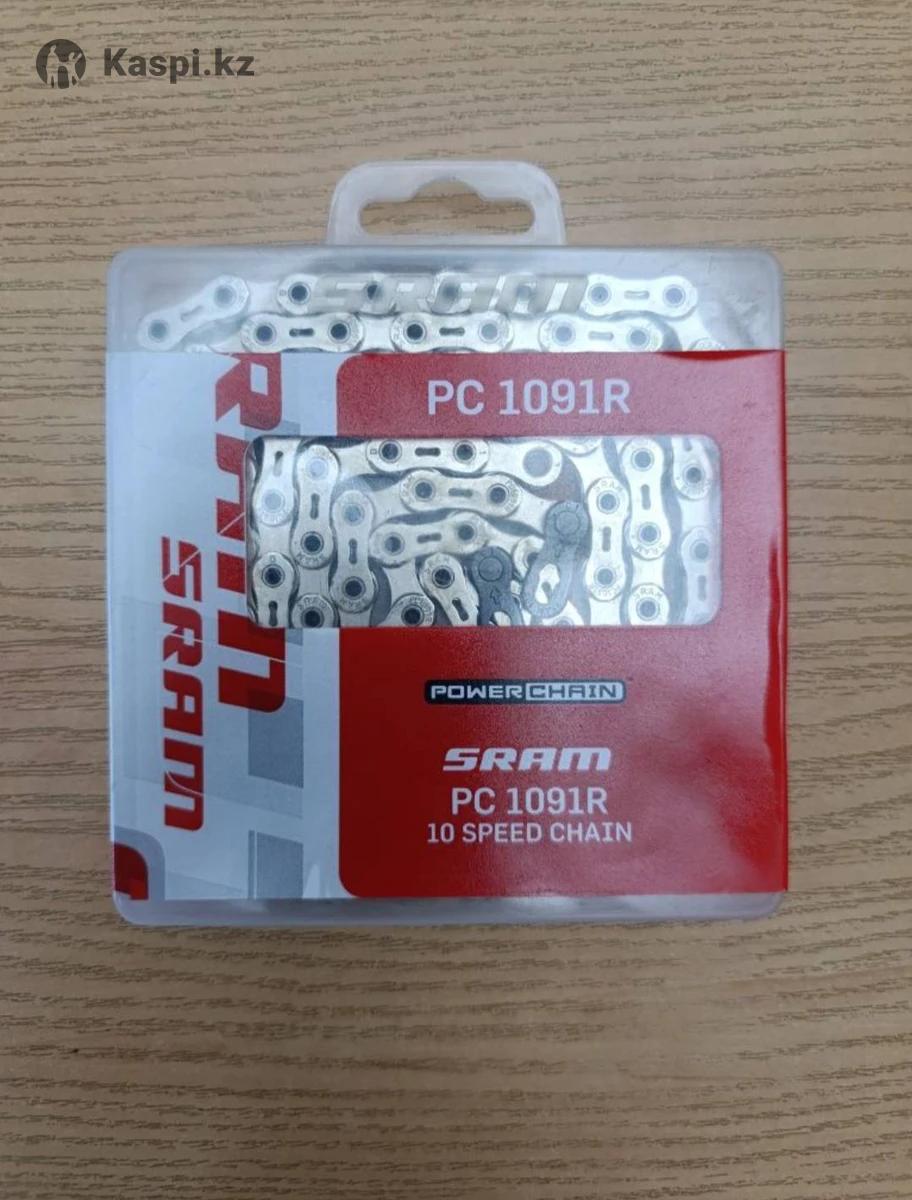 Kaspi.kz
SRAM
PC 1091R
SRAM
SRAM
POWERCHAIN
SRAM
PC 1091R
10 SPEED CHAIN